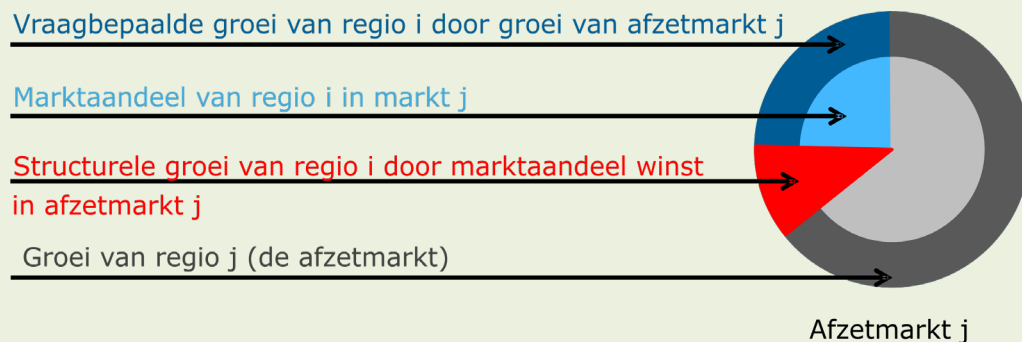 Vraagbepaalde groei van regio i door groei van afzetmarkt j
Marktaandeel van regio i in markt j
Structurele groei van regio i door marktaandeel winst
in afzetmarkt j
Groei van regio j (de afzetmarkt)
Afzetmarkt j